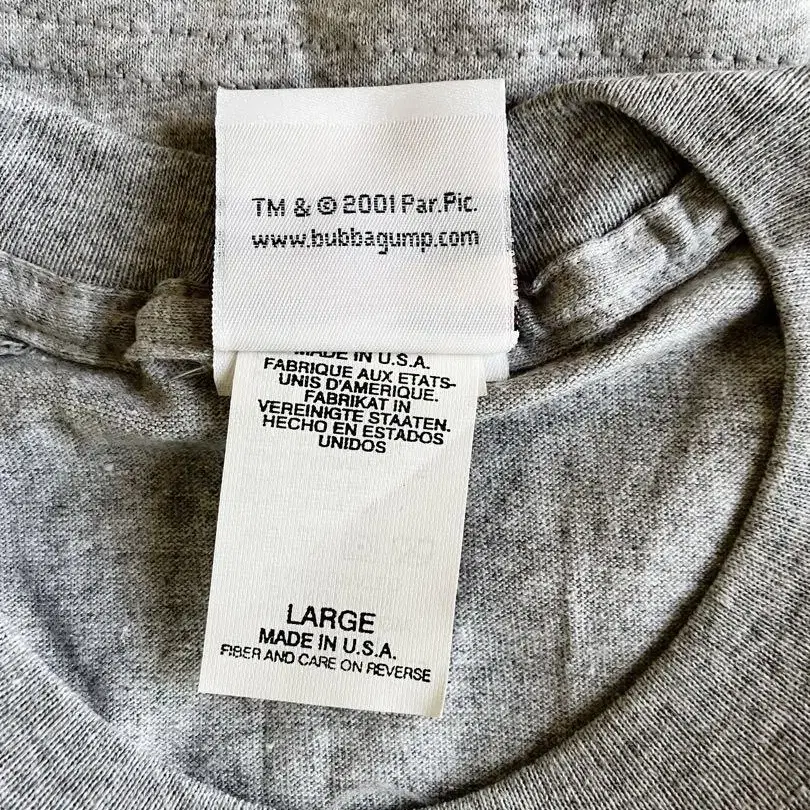 TM & © 2001 Par.Pic.
www.bubbagump.com
MADE IN U.S.A.
FABRIQUE AUX ETATS-
UNIS D'AMERIQUE.
FABRIKAT IN
VEREINIGTE STAATEN.
HECHO EN ESTADOS
UNIDOS
LARGE
MADE IN U.S.A.
FIBER AND CARE ON REVERSE